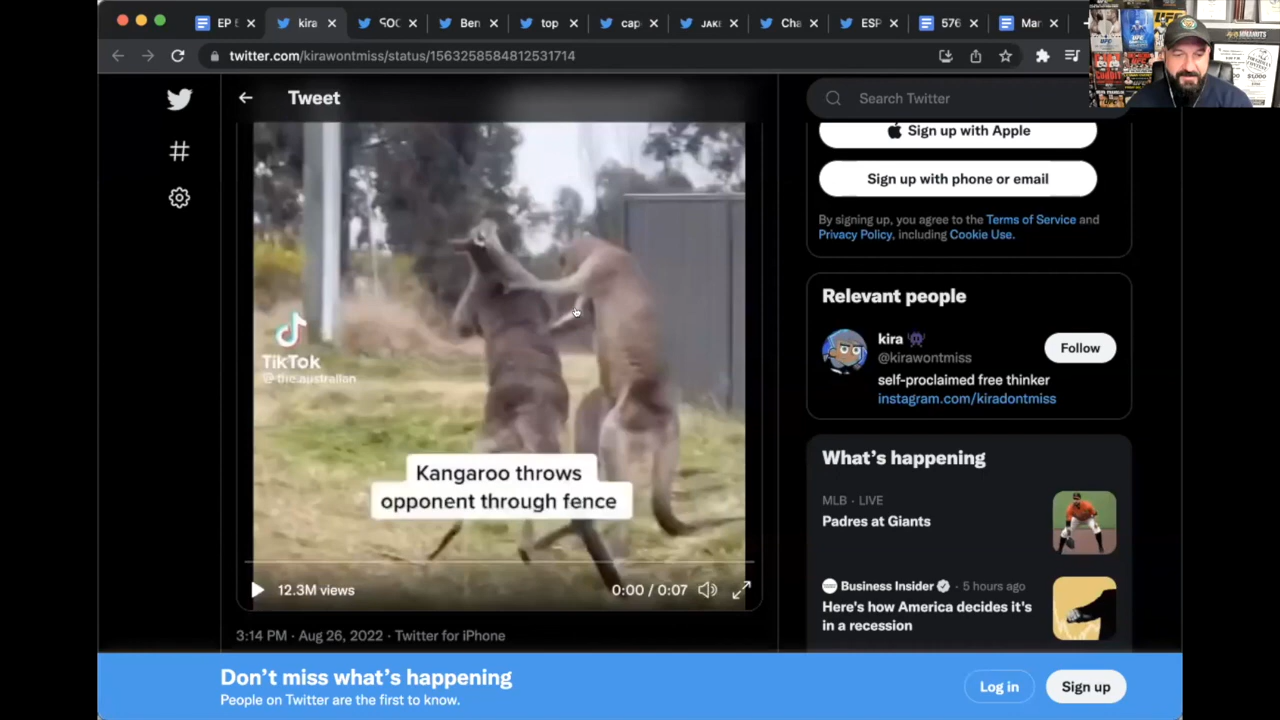 EP 5
kira
SOC
Ben
top
cap
JAKE
Cha
ESP
576
Mar
twitter.com/kirawontmiss/status/1563258584812531714
Tweet
Search Twitter
Sign up with Apple
Sign up with phone or email
By signing up, you agree to the Terms of Service and
Privacy Policy, including Cookie Use.
TikTok
@the.australian
Kangaroo throws
opponent through fence
12.3M views
0:00 / 0:07
3:14 PM · Aug 26, 2022 · Twitter for iPhone
Relevant people
kira
@kirawontmiss
Follow
self-proclaimed free thinker
instagram.com/kiradontmiss
What's happening
MLB · LIVE
Padres at Giants
Business Insider · 5 hours ago
Here's how America decides it's
in a recession
Don't miss what's happening
People on Twitter are the first to know.
Log in
Sign up